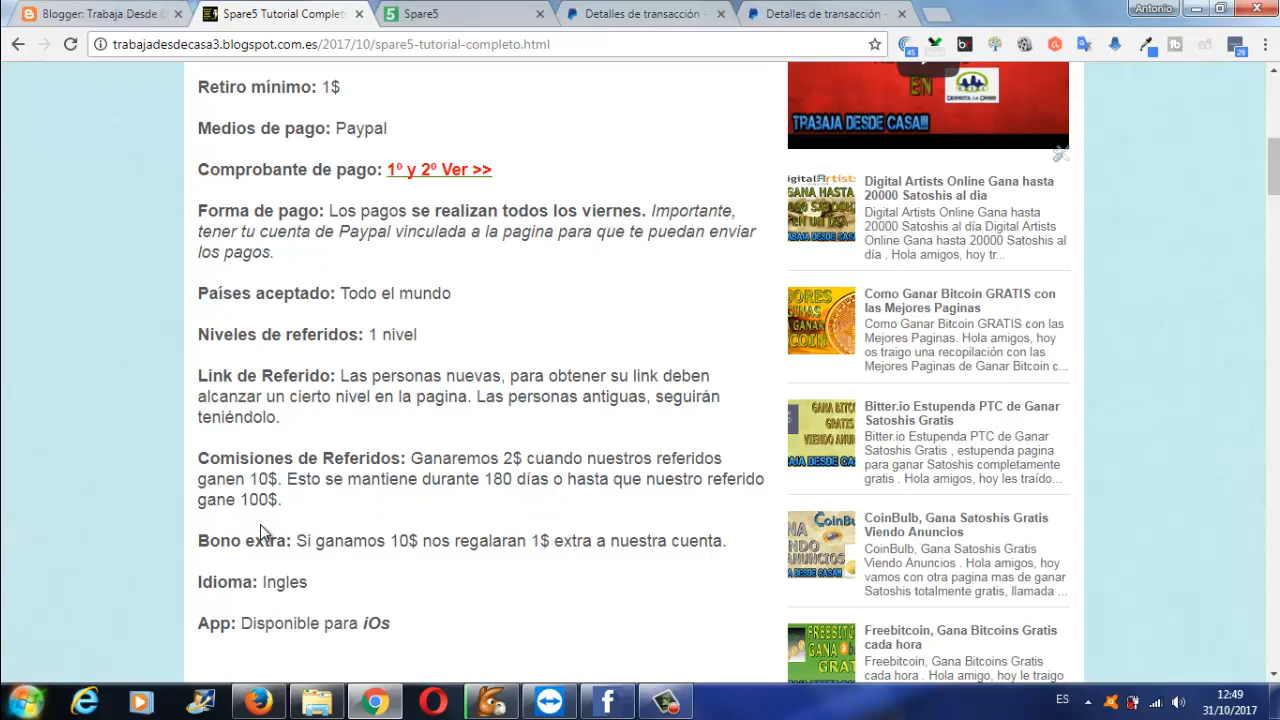 Blogger: Trabaja Desde C
Spare5 Tutorial Complet
Spare5
Detalles de transacción
Detalles de transacción
Antonio
trabajadesdecasa3.blogspot.com.es/2017/10/spare5-tutorial-completo.html
45
29
Retiro mínimo: 1$
Medios de pago: Paypal
Comprobante de pago: 1º y 2º Ver >>
Forma de pago: Los pagos se realizan todos los viernes. Importante,
tener tu cuenta de Paypal vinculada a la pagina para que te puedan enviar
los pagos.
Países aceptado: Todo el mundo
Niveles de referidos: 1 nivel
Link de Referido: Las personas nuevas, para obtener su link deben
alcanzar un cierto nivel en la pagina. Las personas antiguas, seguirán
teniéndolo.
Comisiones de Referidos: Ganaremos 2$ cuando nuestros referidos
ganen 10$. Esto se mantiene durante 180 días o hasta que nuestro referido
gane 100$.
extra: Si ganamos 10$ nos regalaran 1$ extra a nuestra cuenta.
Idioma: Ingles
App: Disponible para iOs
EN
TRABAJA DESDE CASA!!!
Digital Artists Online Gana hasta
20000 Satoshis al dia
Digital Artists Online Gana hasta
20000 Satoshis al día Digital
Artists Online Gana hasta
20000 Satoshis al
día . Hola amigos, hoy tr...
Como Ganar Bitcoin GRATIS con
las Mejores Paginas
Como Ganar Bitcoin GRATIS con las
Mejores Paginas. Hola amigos, hoy
os traigo una recopilación con las
Mejores Paginas de Ganar Bitcoin c...
Bitter.io Estupenda PTC de Ganar
Satoshis Gratis
Bitter.io Estupenda PTC de Ganar
Satoshis Gratis , estupenda pagina
para ganar Satoshis completamente
gratis . Hola amigos, hoy les traído...
CoinBulb, Gana Satoshis Gratis
Viendo Anuncios
CoinBulb, Gana Satoshis Gratis
Viendo Anuncios . Hola amigos, hoy
vamos con otra pagina mas de ganar
Satoshis totalmente gratis, llamada ...
Freebitcoin, Gana Bitcoins Gratis
cada hora
Freebitcoin, Gana Bitcoins Gratis
cada hora . Hola amigo, hoy le traigo
ES
12:49
31/10/2017